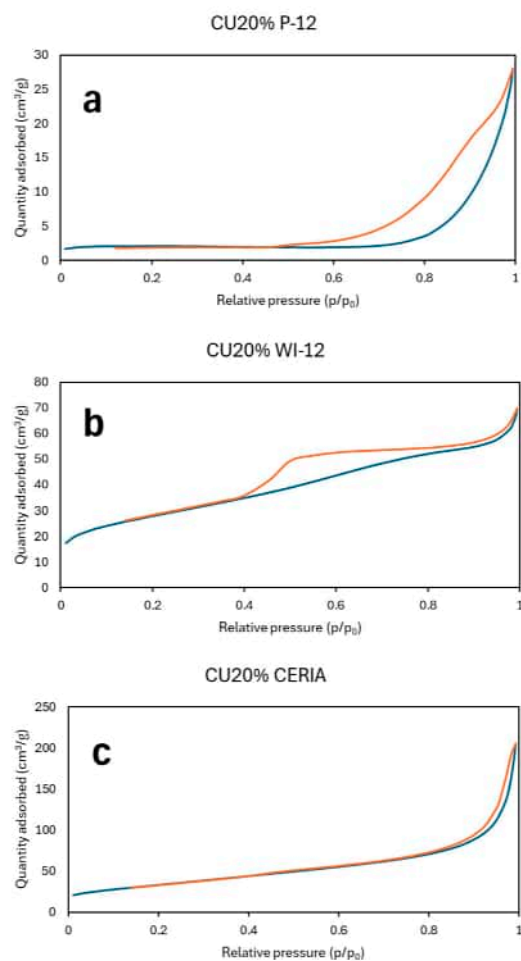 CU20% P-12
a
Quantity adsorbed (cm³/g)
30
25
20
15
10
5
0
0 0.2 0.4 0.6 0.8 1
Relative pressure (p/p₀)
CU20% WI-12
b
Quantity adsorbed (cm³/g)
80
70
60
50
40
30
20
10
0
0 0.2 0.4 0.6 0.8 1
Relative pressure (p/p₀)
CU20% CERIA
c
Quantity adsorbed (cm³/g)
250
200
150
100
50
0
0 0.2 0.4 0.6 0.8 1
Relative pressure (p/p₀)